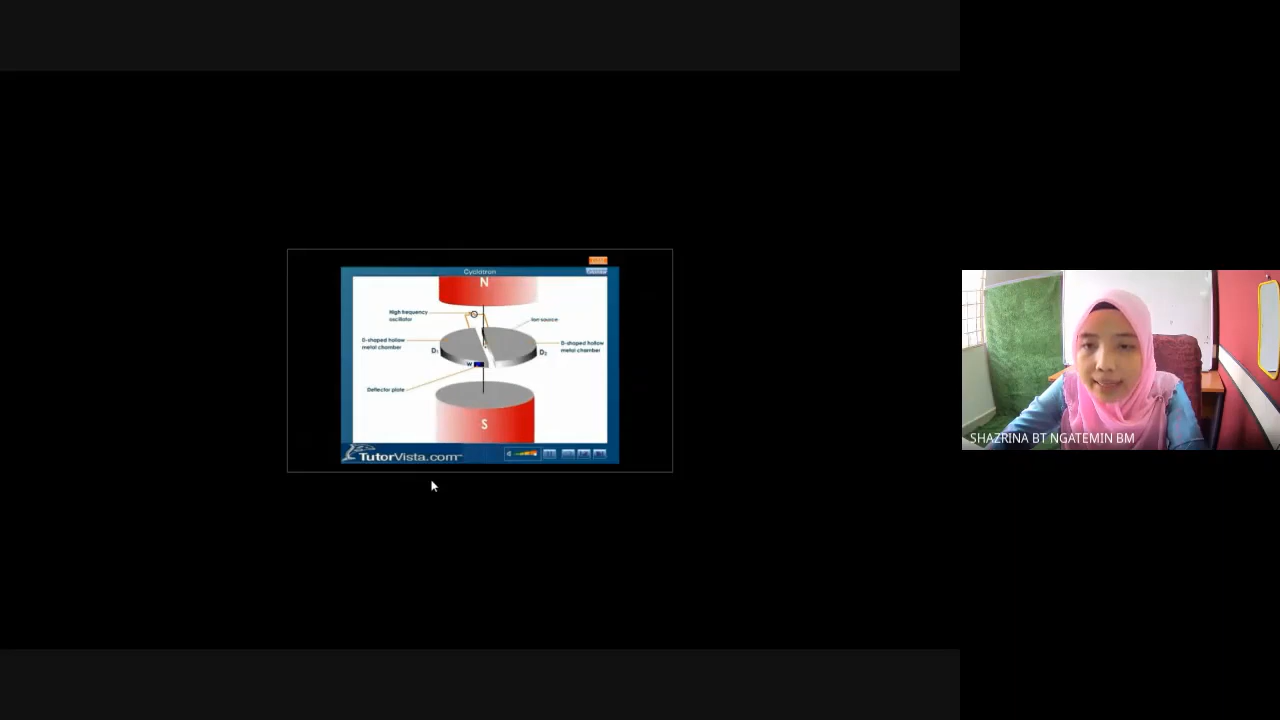 Cyclotron
N
High frequency
oscillator
Ion source
D-shaped hollow
metal chamber
D1
D-shaped hollow
metal chamber
D2
W
Deflector plate
S
TutorVista.com
SHAZRINA BT NGATEMIN BM